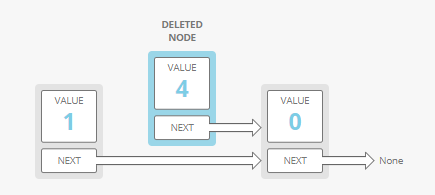 DELETED
NODE
VALUE
4
NEXT
VALUE
1
NEXT
VALUE
0
NEXT
None